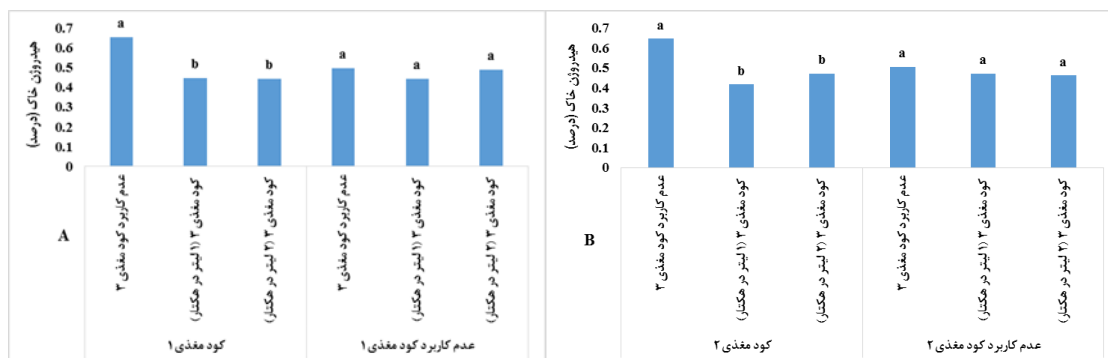 هیدروژن خاک (درصد)
0.7
0.6
0.5
0.4
0.3
0.2
0.1
0
a
b
b
a
a
a
عدم کاربرد کود مغذی ۳
کود مغذی ۳ (۱ لیتر در هکتار)
کود مغذی ۳ (۲ لیتر در هکتار)
عدم کاربرد کود مغذی ۳
کود مغذی ۳ (۱ لیتر در هکتار)
کود مغذی ۳ (۲ لیتر در هکتار)
کود مغذی ۱
عدم کاربرد کود مغذی ۱
A
هیدروژن خاک (درصد)
0.7
0.6
0.5
0.4
0.3
0.2
0.1
0
a
b
b
a
a
a
عدم کاربرد کود مغذی ۳
کود مغذی ۳ (۱ لیتر در هکتار)
کود مغذی ۳ (۲ لیتر در هکتار)
عدم کاربرد کود مغذی ۳
کود مغذی ۳ (۱ لیتر در هکتار)
کود مغذی ۳ (۲ لیتر در هکتار)
کود مغذی ۲
عدم کاربرد کود مغذی ۲
B